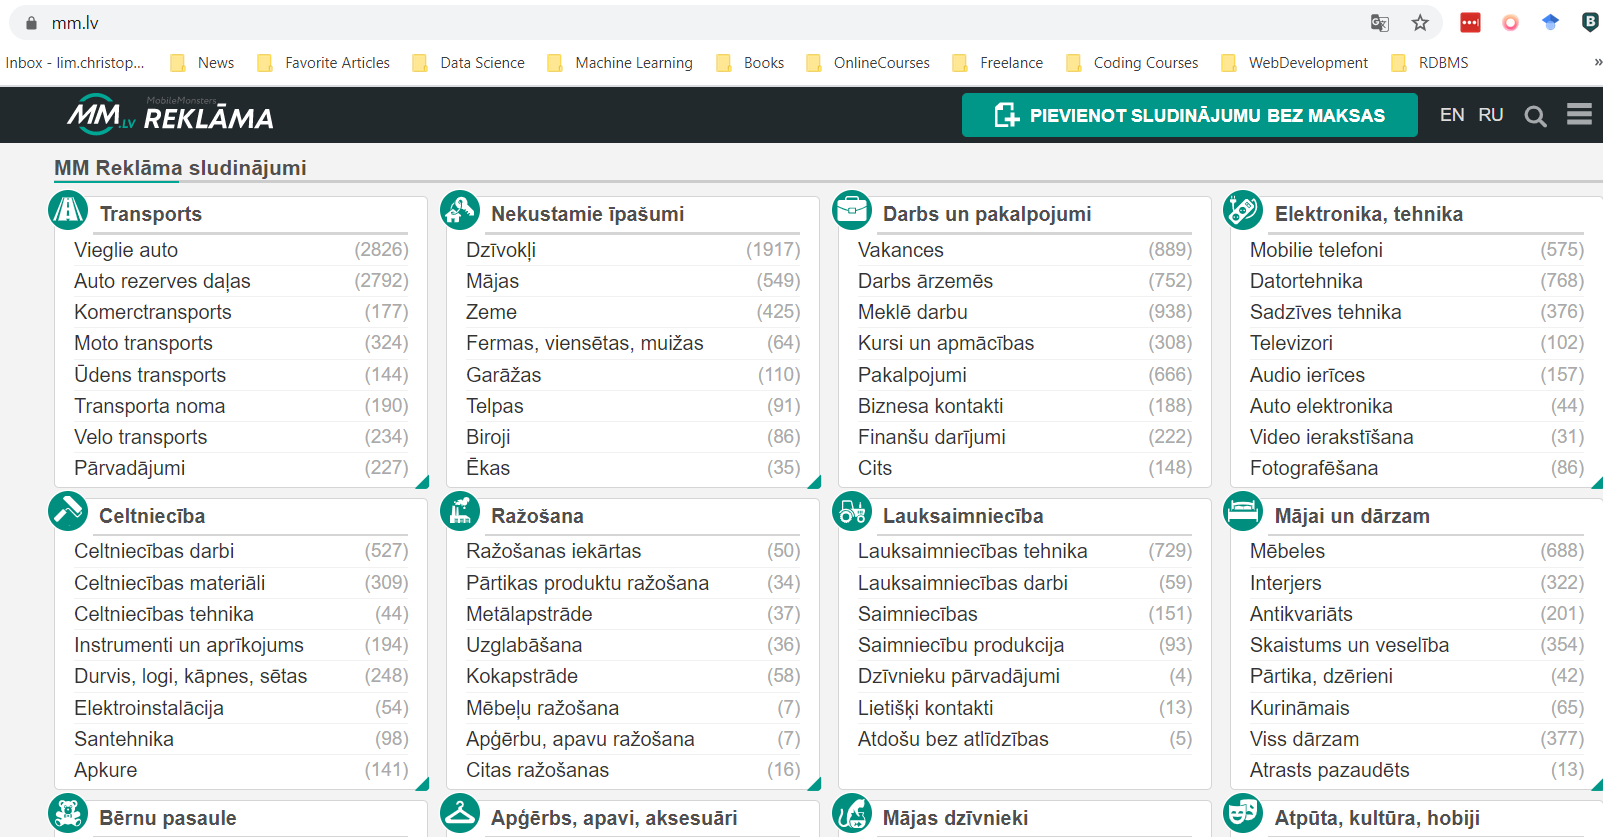 mm.lv
Inbox - lim.christop...
News
Favorite Articles
Data Science
Machine Learning
Books
OnlineCourses
Freelance
Coding Courses
WebDevelopment
RDBMS
»
MobileMonsters
MM.LV REKLĀMA
PIEVIENOT SLUDINĀJUMU BEZ MAKSAS
EN RU
MM Reklāma sludinājumi
Transports
Vieglie auto (2826)
Auto rezerves daļas (2792)
Komerctransports (177)
Moto transports (324)
Ūdens transports (144)
Transporta noma (190)
Velo transports (234)
Pārvadājumi (227)
Nekustamie īpašumi
Dzīvokļi (1917)
Mājas (549)
Zeme (425)
Fermas, viensētas, muižas (64)
Garāžas (110)
Telpas (91)
Biroji (86)
Ēkas (35)
Darbs un pakalpojumi
Vakances (889)
Darbs ārzemēs (752)
Meklē darbu (938)
Kursi un apmācības (308)
Pakalpojumi (666)
Biznesa kontakti (188)
Finanšu darījumi (222)
Cits (148)
Elektronika, tehnika
Mobilie telefoni (575)
Datortehnika (768)
Sadzīves tehnika (376)
Televizori (102)
Audio ierīces (157)
Auto elektronika (44)
Video ierakstīšana (31)
Fotografēšana (86)
Celtniecība
Celtniecības darbi (527)
Celtniecības materiāli (309)
Celtniecības tehnika (44)
Instrumenti un aprīkojums (194)
Durvis, logi, kāpnes, sētas (248)
Elektroinstalācija (54)
Santehnika (98)
Apkure (141)
Ražošana
Ražošanas iekārtas (50)
Pārtikas produktu ražošana (34)
Metālapstrāde (37)
Uzglabāšana (36)
Kokapstrāde (58)
Mēbeļu ražošana (7)
Apģērbu, apavu ražošana (7)
Citas ražošanas (16)
Lauksaimniecība
Lauksaimniecības tehnika (729)
Lauksaimniecības darbi (59)
Saimniecības (151)
Saimniecību produkcija (93)
Dzīvnieku pārvadājumi (4)
Lietišķi kontakti (13)
Atdošu bez atlīdzības (5)
Mājai un dārzam
Mēbeles (688)
Interjers (322)
Antikvariāts (201)
Skaistums un veselība (354)
Pārtika, dzērieni (42)
Kurināmais (65)
Viss dārzam (377)
Atrasts pazaudēts (13)
Bērnu pasaule
Apģērbs, apavi, aksesuāri
Mājas dzīvnieki
Atpūta, kultūra, hobiji